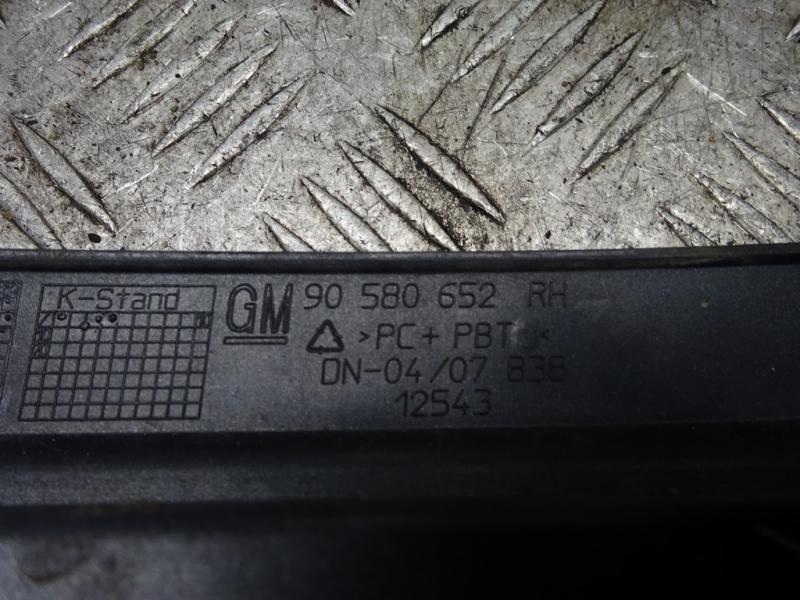 K-Stand
GM 90 580 652 RH
>PC+PBT<
DN-04/07 838
12543